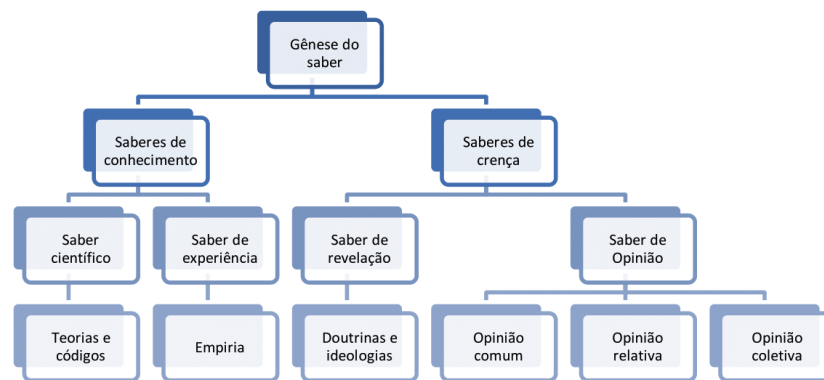 Gênese do
saber
Saberes de
conhecimento
Saberes de
crença
Saber
científico
Saber de
experiência
Saber de
revelação
Saber de
Opinião
Teorias e
códigos
Empiria
Doutrinas e
ideologias
Opinião
comum
Opinião
relativa
Opinião
coletiva